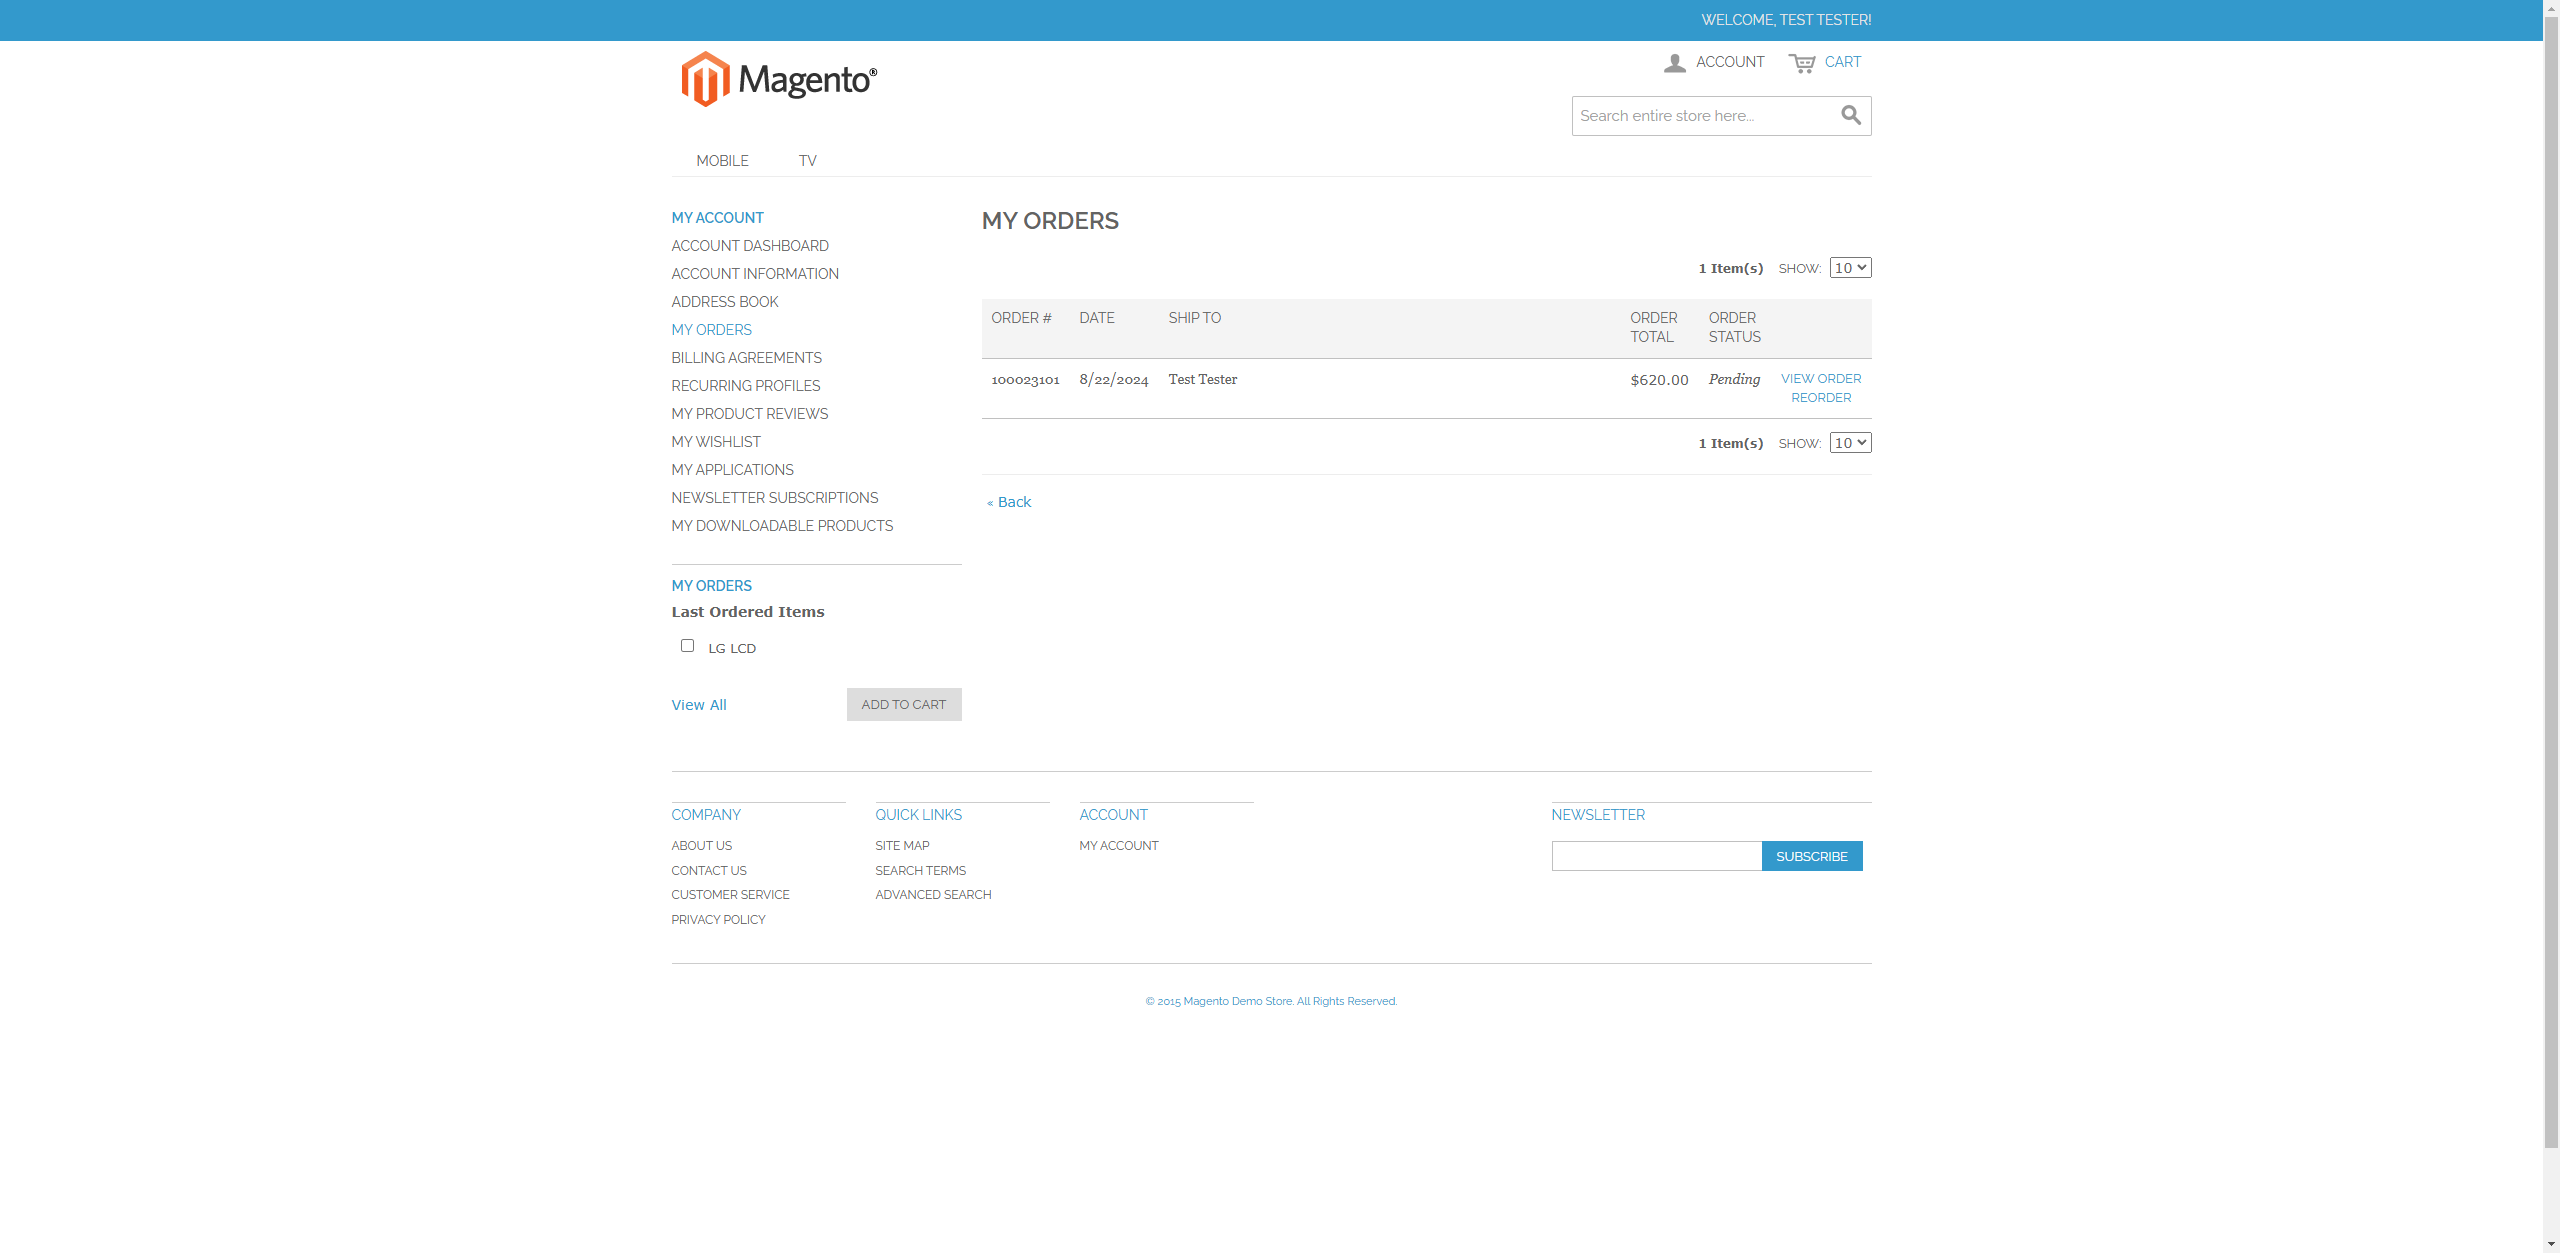 WELCOME, TEST TESTER!
Magento®
ACCOUNT CART
Search entire store here...
MOBILE TV
MY ACCOUNT
ACCOUNT DASHBOARD
ACCOUNT INFORMATION
ADDRESS BOOK
MY ORDERS
BILLING AGREEMENTS
RECURRING PROFILES
MY PRODUCT REVIEWS
MY WISHLIST
MY APPLICATIONS
NEWSLETTER SUBSCRIPTIONS
MY DOWNLOADABLE PRODUCTS
MY ORDERS
Last Ordered Items
LG LCD
View All ADD TO CART
MY ORDERS
1 Item(s) SHOW: 10
ORDER # DATE SHIP TO ORDER TOTAL ORDER STATUS
100023101 8/22/2024 Test Tester $620.00 Pending VIEW ORDER
REORDER
1 Item(s) SHOW: 10
« Back
COMPANY
ABOUT US
CONTACT US
CUSTOMER SERVICE
PRIVACY POLICY
QUICK LINKS
SITE MAP
SEARCH TERMS
ADVANCED SEARCH
ACCOUNT
MY ACCOUNT
NEWSLETTER
SUBSCRIBE
© 2015 Magento Demo Store. All Rights Reserved.